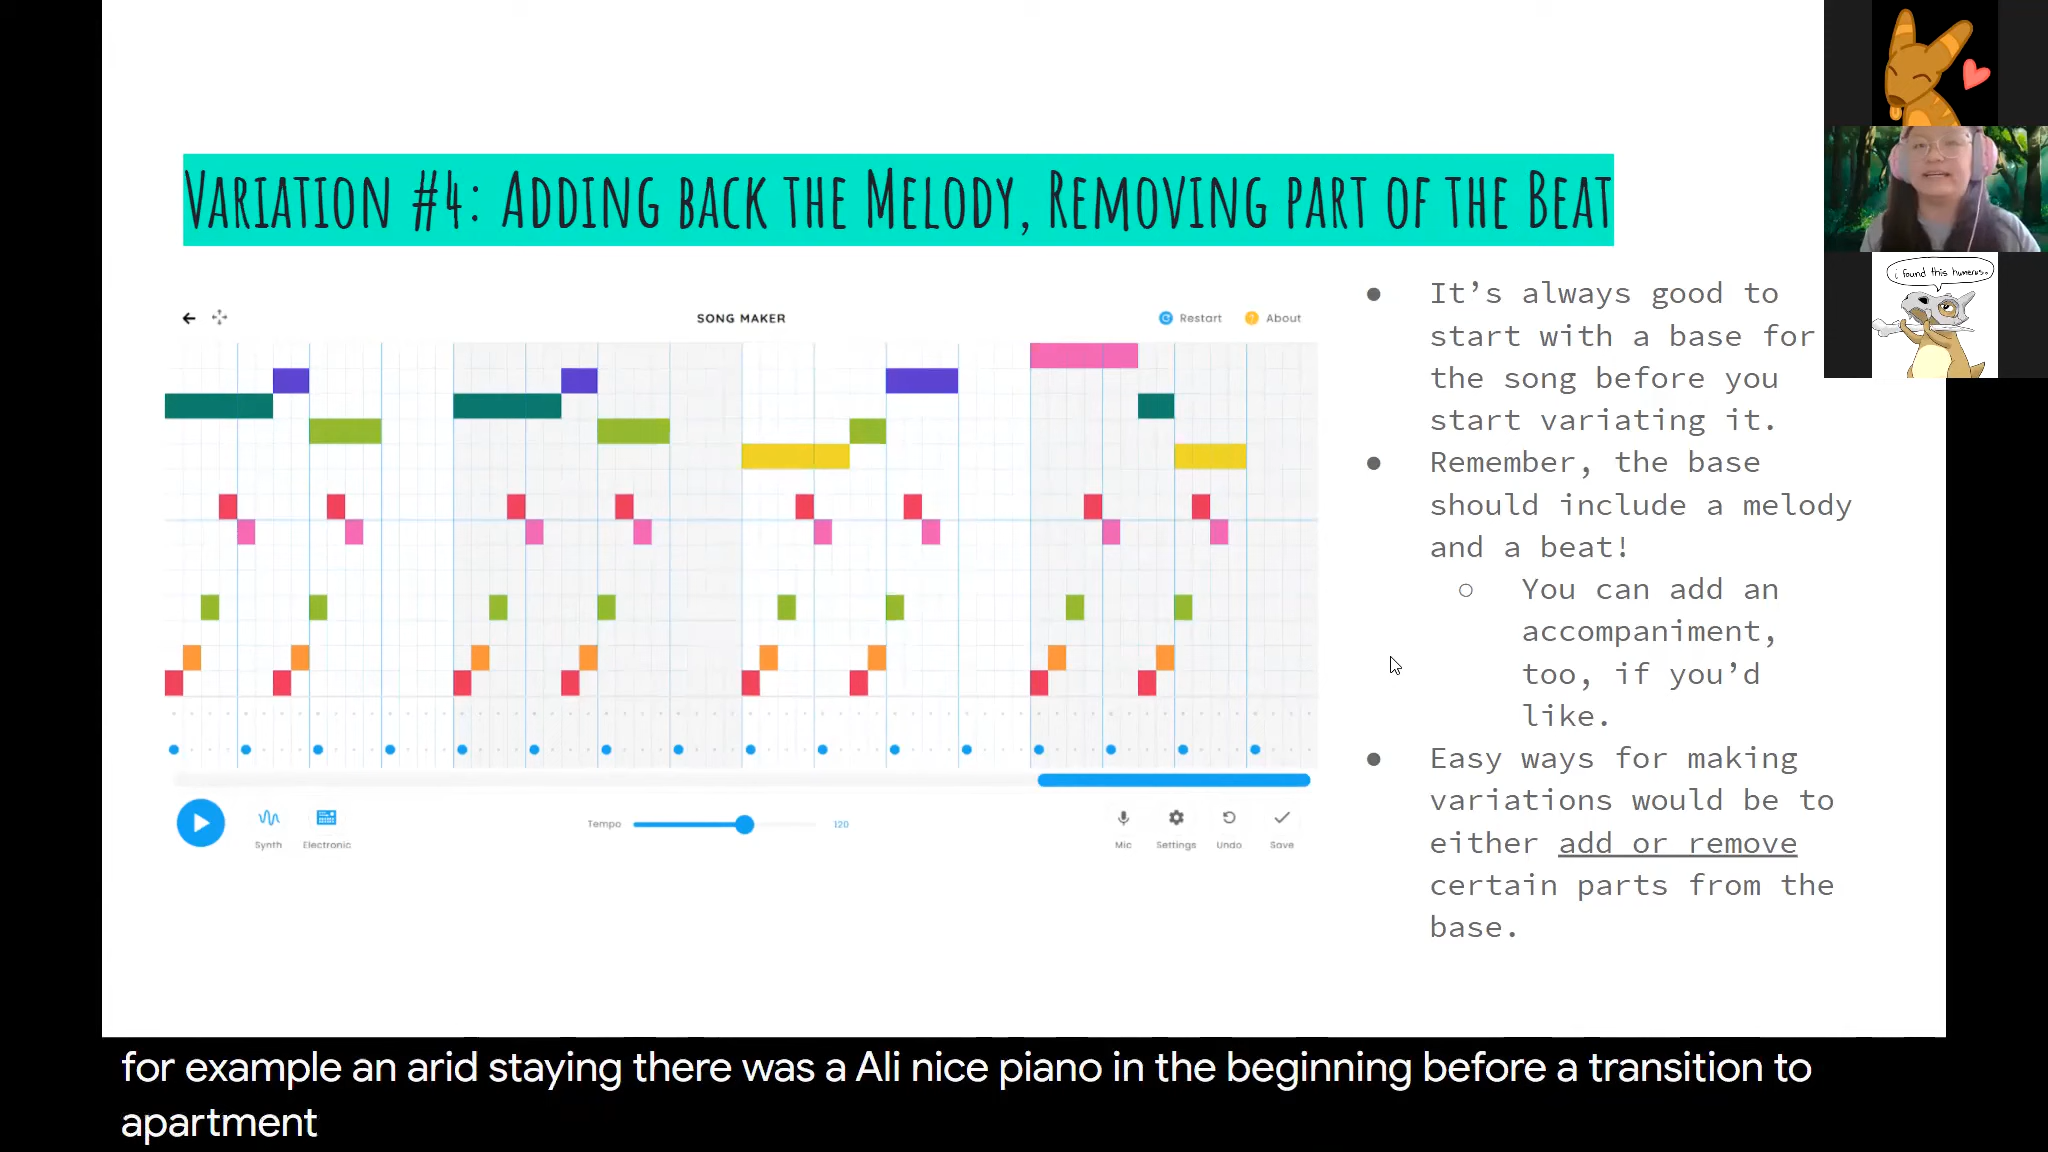 VARIATION #4: ADDING BACK THE MELODY, REMOVING PART OF THE BEAT
SONG MAKER
Restart
About
Tempo
120
Synth
Electronic
Mic
Settings
Undo
Save
● It’s always good to
start with a base for
the song before you
start variating it.
● Remember, the base
should include a melody
and a beat!
○ You can add an
accompaniment,
too, if you’d
like.
● Easy ways for making
variations would be to
either add or remove
certain parts from the
base.
i found this humerus.
for example an arid staying there was a Ali nice piano in the beginning before a transition to
apartment